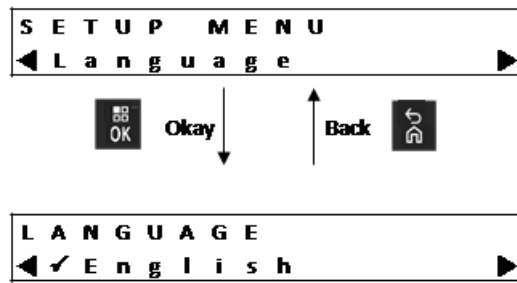 SETUP MENU
◀ Language ▶
OK Okay Back
LANGUAGE
◀ ✓ English ▶